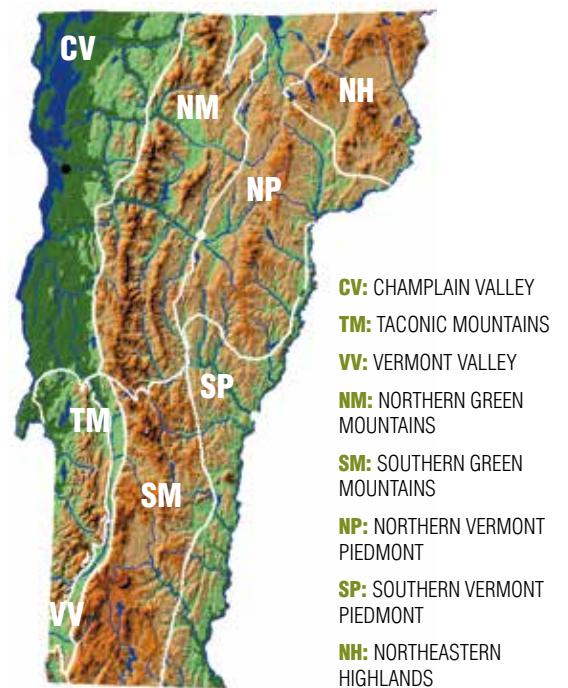 CV
NM
NH
NP
SP
TM
SM
VV
CV: CHAMPLAIN VALLEY
TM: TACONIC MOUNTAINS
VV: VERMONT VALLEY
NM: NORTHERN GREEN
MOUNTAINS
SM: SOUTHERN GREEN
MOUNTAINS
NP: NORTHERN VERMONT
PIEDMONT
SP: SOUTHERN VERMONT
PIEDMONT
NH: NORTHEASTERN
HIGHLANDS